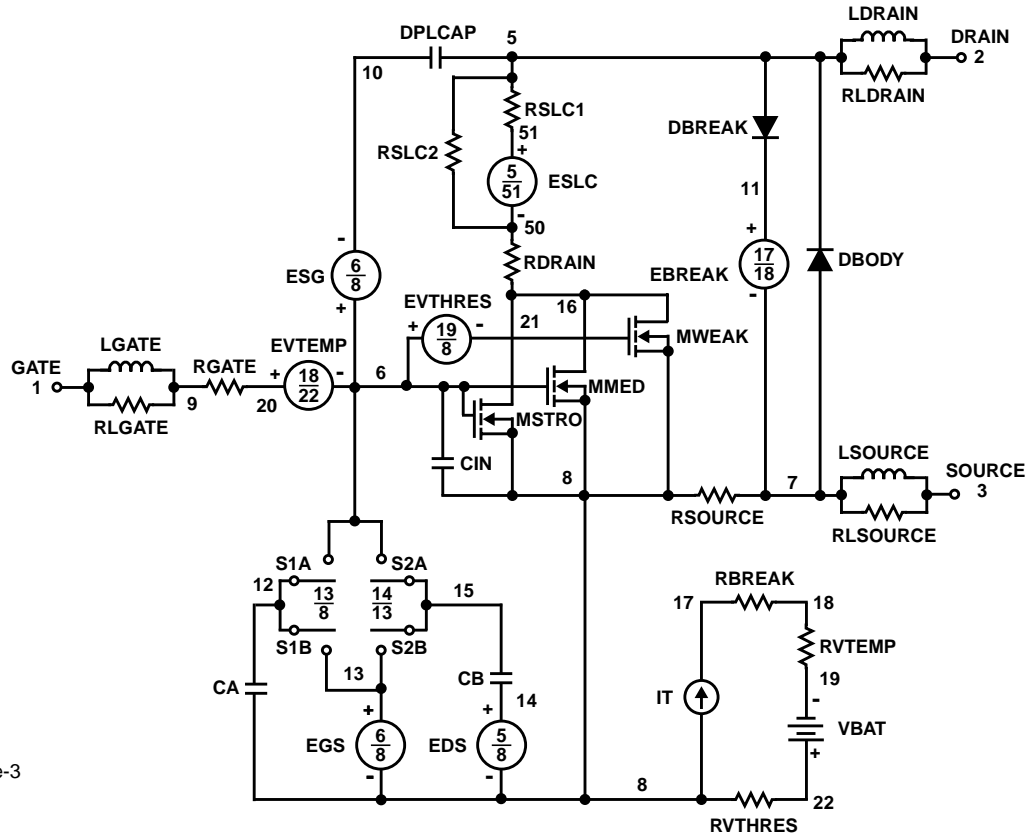 LDRAIN
DPLCAP
5
DRAIN
2
10
RLDRAIN
RSLC1
51
+
DBREAK
RSLC2
5
51
ESLC
-
50
11
+
17
18
-
EBREAK
DBODY
RDRAIN
-
6
8
+
ESG
EVTHRES
+
19
8
-
16
21
MWEAK
LGATE
GATE
1
RGATE
EVTEMP
+
18
22
-
6
9
20
RLGATE
MMED
MSTRO
CIN
8
7
LSOURCE
SOURCE
3
RSOURCE
RLSOURCE
S1A
S2A
12
13
8
14
13
15
S1B
S2B
13
RBREAK
17
18
RVTEMP
CA
CB
14
19
-
IT
VBAT
+
+
6
8
-
EGS
+
5
8
-
EDS
e-3
8
22
RVTHRES